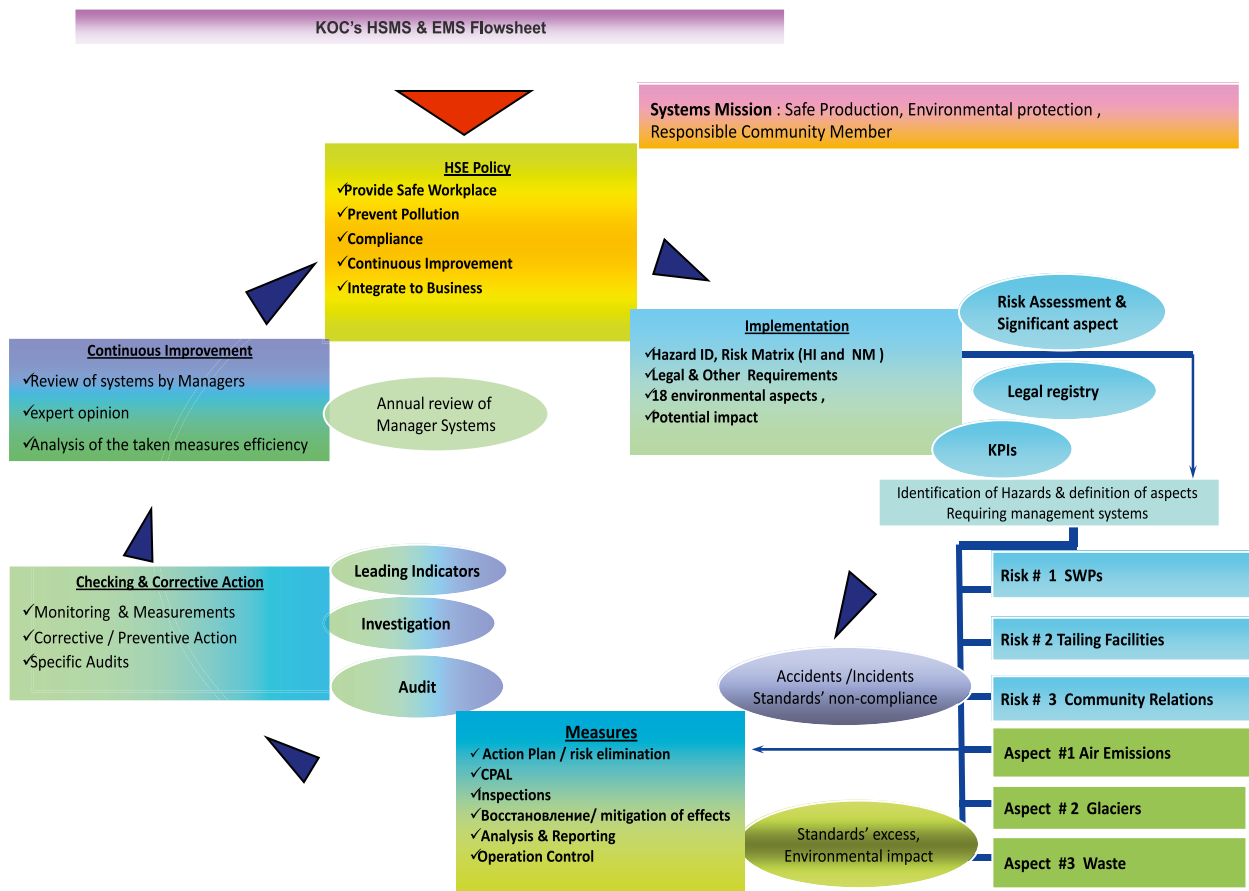 KOC's HSMS & EMS Flowsheet
Systems Mission : Safe Production, Environmental protection ,
Responsible Community Member
HSE Policy
✓Provide Safe Workplace
✓Prevent Pollution
✓Compliance
✓Continuous Improvement
✓Integrate to Business
Implementation
✓Hazard ID, Risk Matrix (HI and NM )
✓Legal & Other Requirements
✓18 environmental aspects ,
✓Potential impact
Risk Assessment &
Significant aspect
Legal registry
KPIs
Identification of Hazards & definition of aspects
Requiring management systems
Continuous Improvement
✓Review of systems by Managers
✓expert opinion
✓Analysis of the taken measures efficiency
Annual review of
Manager Systems
Checking & Corrective Action
✓Monitoring & Measurements
✓Corrective / Preventive Action
✓Specific Audits
Leading Indicators
Investigation
Audit
Accidents /Incidents
Standards' non-compliance
Risk # 1 SWPs
Risk # 2 Tailing Facilities
Risk # 3 Community Relations
Aspect #1 Air Emissions
Aspect # 2 Glaciers
Aspect #3 Waste
Measures
✓Action Plan / risk elimination
✓CPAL
✓Inspections
✓Восстановление/ mitigation of effects
✓Analysis & Reporting
✓Operation Control
Standards' excess,
Environmental impact